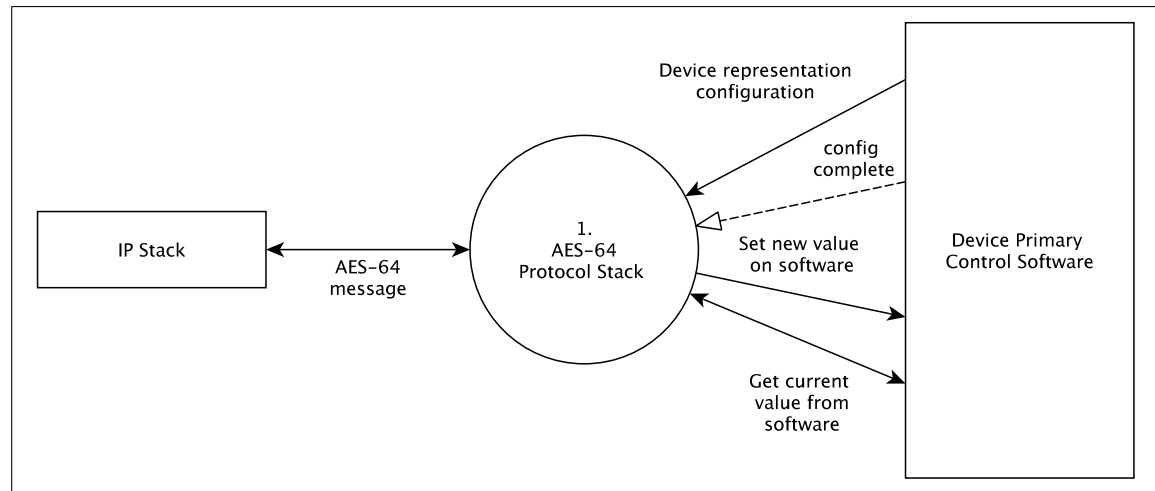 Device representation
configuration
config
complete
1.
AES-64
Protocol Stack
IP Stack
AES-64
message
Set new value
on software
Device Primary
Control Software
Get current
value from
software